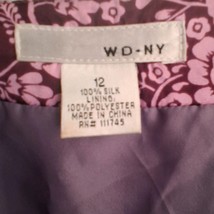 WD-NY
12
100% SILK
LINING:
100% POLYESTER
MADE IN CHINA
RN# 111745